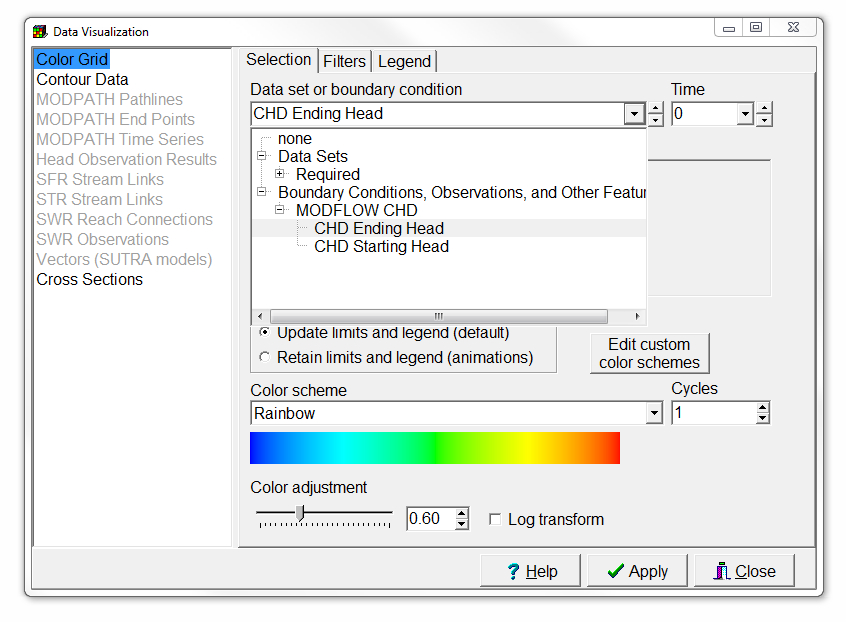 Data Visualization
Color Grid
Contour Data
MODPATH Pathlines
MODPATH End Points
MODPATH Time Series
Head Observation Results
SFR Stream Links
STR Stream Links
SWR Reach Connections
SWR Observations
Vectors (SUTRA models)
Cross Sections
Selection Filters Legend
Data set or boundary condition Time
CHD Ending Head 0
none
Data Sets
Required
Boundary Conditions, Observations, and Other Featur
MODFLOW CHD
CHD Ending Head
CHD Starting Head
Update limits and legend (default)
Retain limits and legend (animations)
Edit custom
color schemes
Color scheme Cycles
Rainbow 1
Color adjustment
0.60 Log transform
Help Apply Close